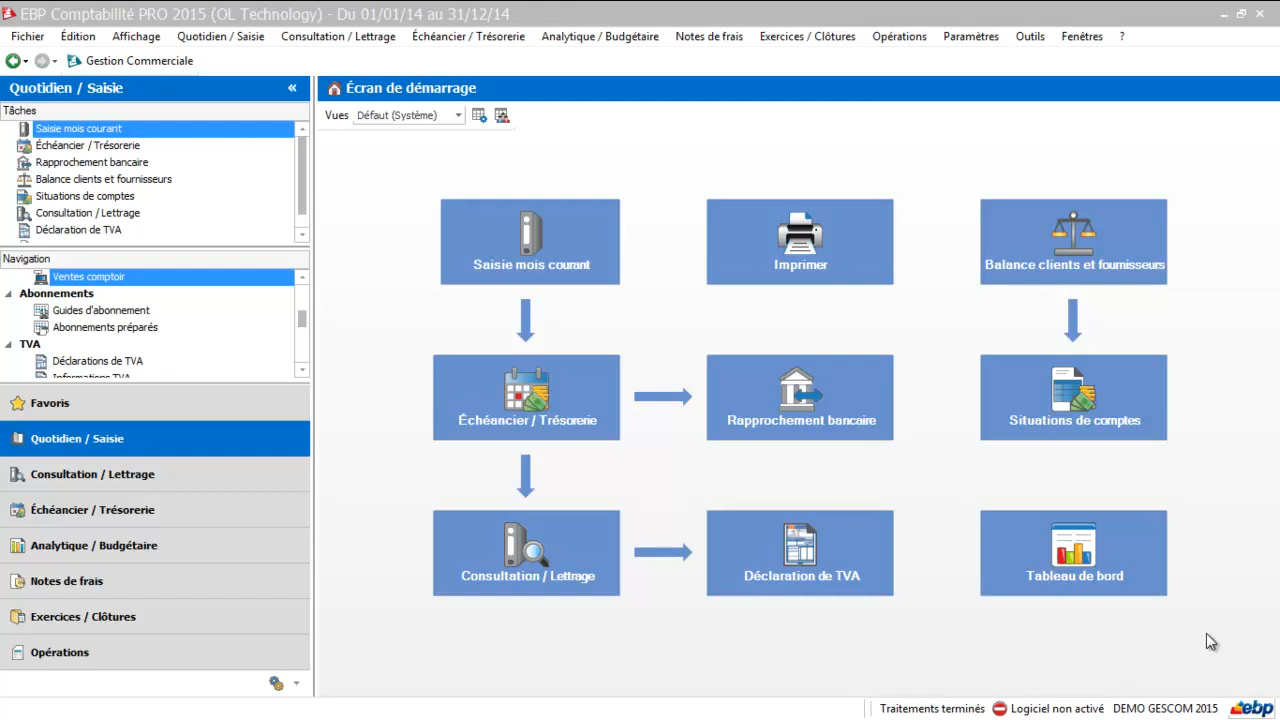 EBP Comptabilité PRO 2015 (OL Technology) - Du 01/01/14 au 31/12/14
Fichier Édition Affichage Quotidien / Saisie Consultation / Lettrage Échéancier / Trésorerie Analytique / Budgétaire Notes de frais Exercices / Clôtures Opérations Paramètres Outils Fenêtres ?
Gestion Commerciale
Quotidien / Saisie
Tâches
Saisie mois courant
Échéancier / Trésorerie
Rapprochement bancaire
Balance clients et fournisseurs
Situations de comptes
Consultation / Lettrage
Déclaration de TVA
Navigation
Ventes comptoir
Abonnements
Guides d'abonnement
Abonnements préparés
TVA
Déclarations de TVA
Informations TVA
Favoris
Quotidien / Saisie
Consultation / Lettrage
Échéancier / Trésorerie
Analytique / Budgétaire
Notes de frais
Exercices / Clôtures
Opérations
Écran de démarrage
Vues Défaut (Système)
Saisie mois courant
Imprimer
Balance clients et fournisseurs
Échéancier / Trésorerie
Rapprochement bancaire
Situations de comptes
Consultation / Lettrage
Déclaration de TVA
Tableau de bord
Traitements terminés Logiciel non activé DEMO GESCOM 2015 ebp